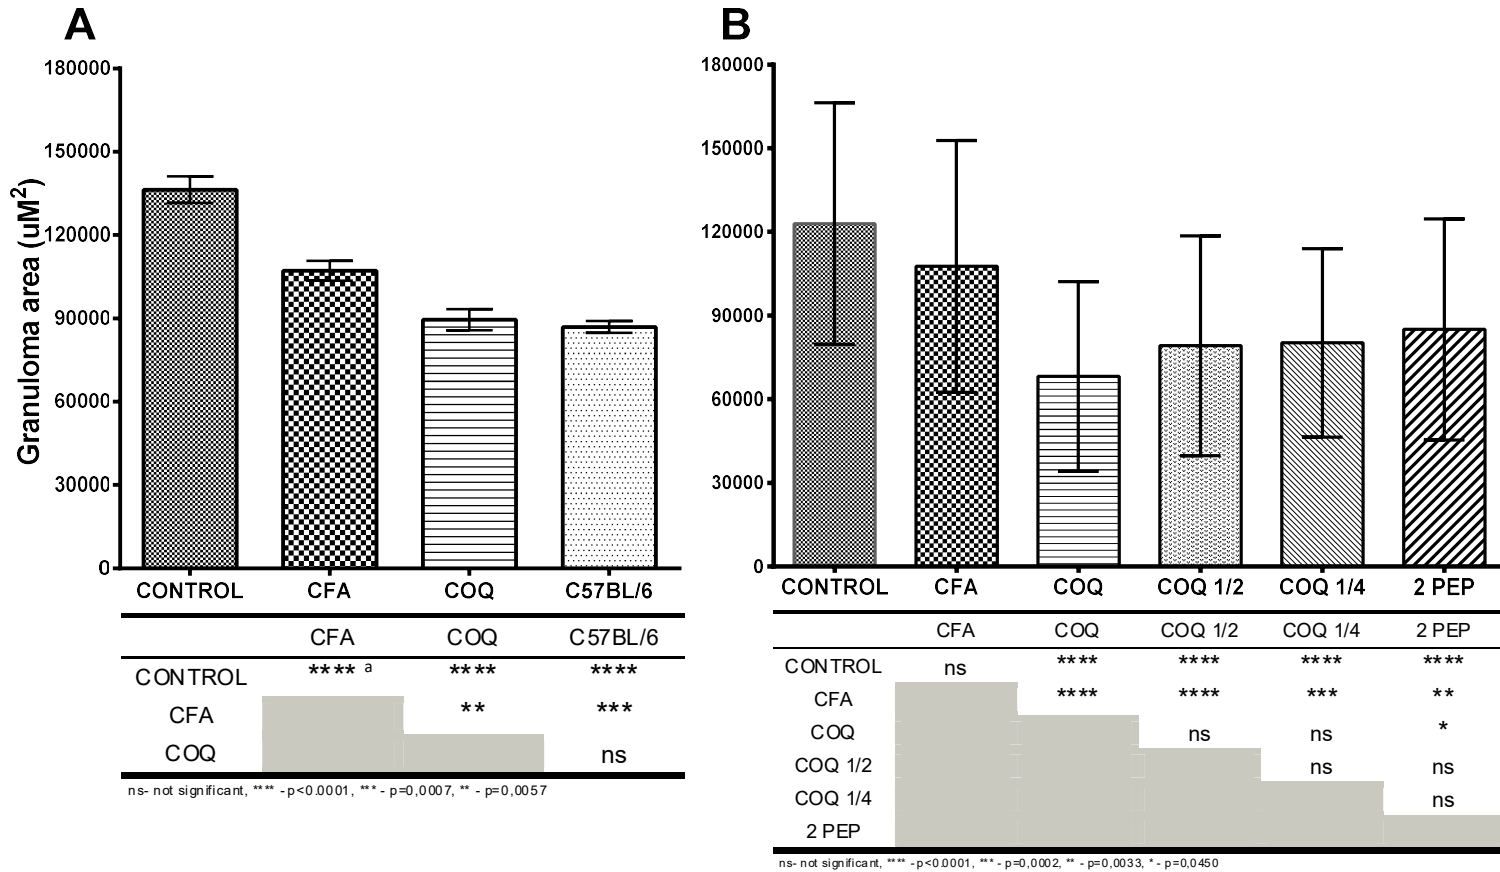 A
Granuloma area (uM²)
180000
150000
120000
90000
60000
30000
0
CONTROL CFA COQ C57BL/6
CFA COQ C57BL/6
CONTROL **** a **** ****
CFA ** ***
COQ ns
ns- not significant, **** - p<0.0001, *** - p=0,0007, ** - p=0,0057
B
180000
150000
120000
90000
60000
30000
0
CONTROL CFA COQ COQ 1/2 COQ 1/4 2 PEP
CFA COQ COQ 1/2 COQ 1/4 2 PEP
CONTROL ns **** **** **** ****
CFA **** **** *** **
COQ ns ns *
COQ 1/2 ns ns
COQ 1/4 ns
2 PEP
ns- not significant, **** - p<0.0001, *** - p=0,0002, ** - p=0,0033, * - p=0,0450